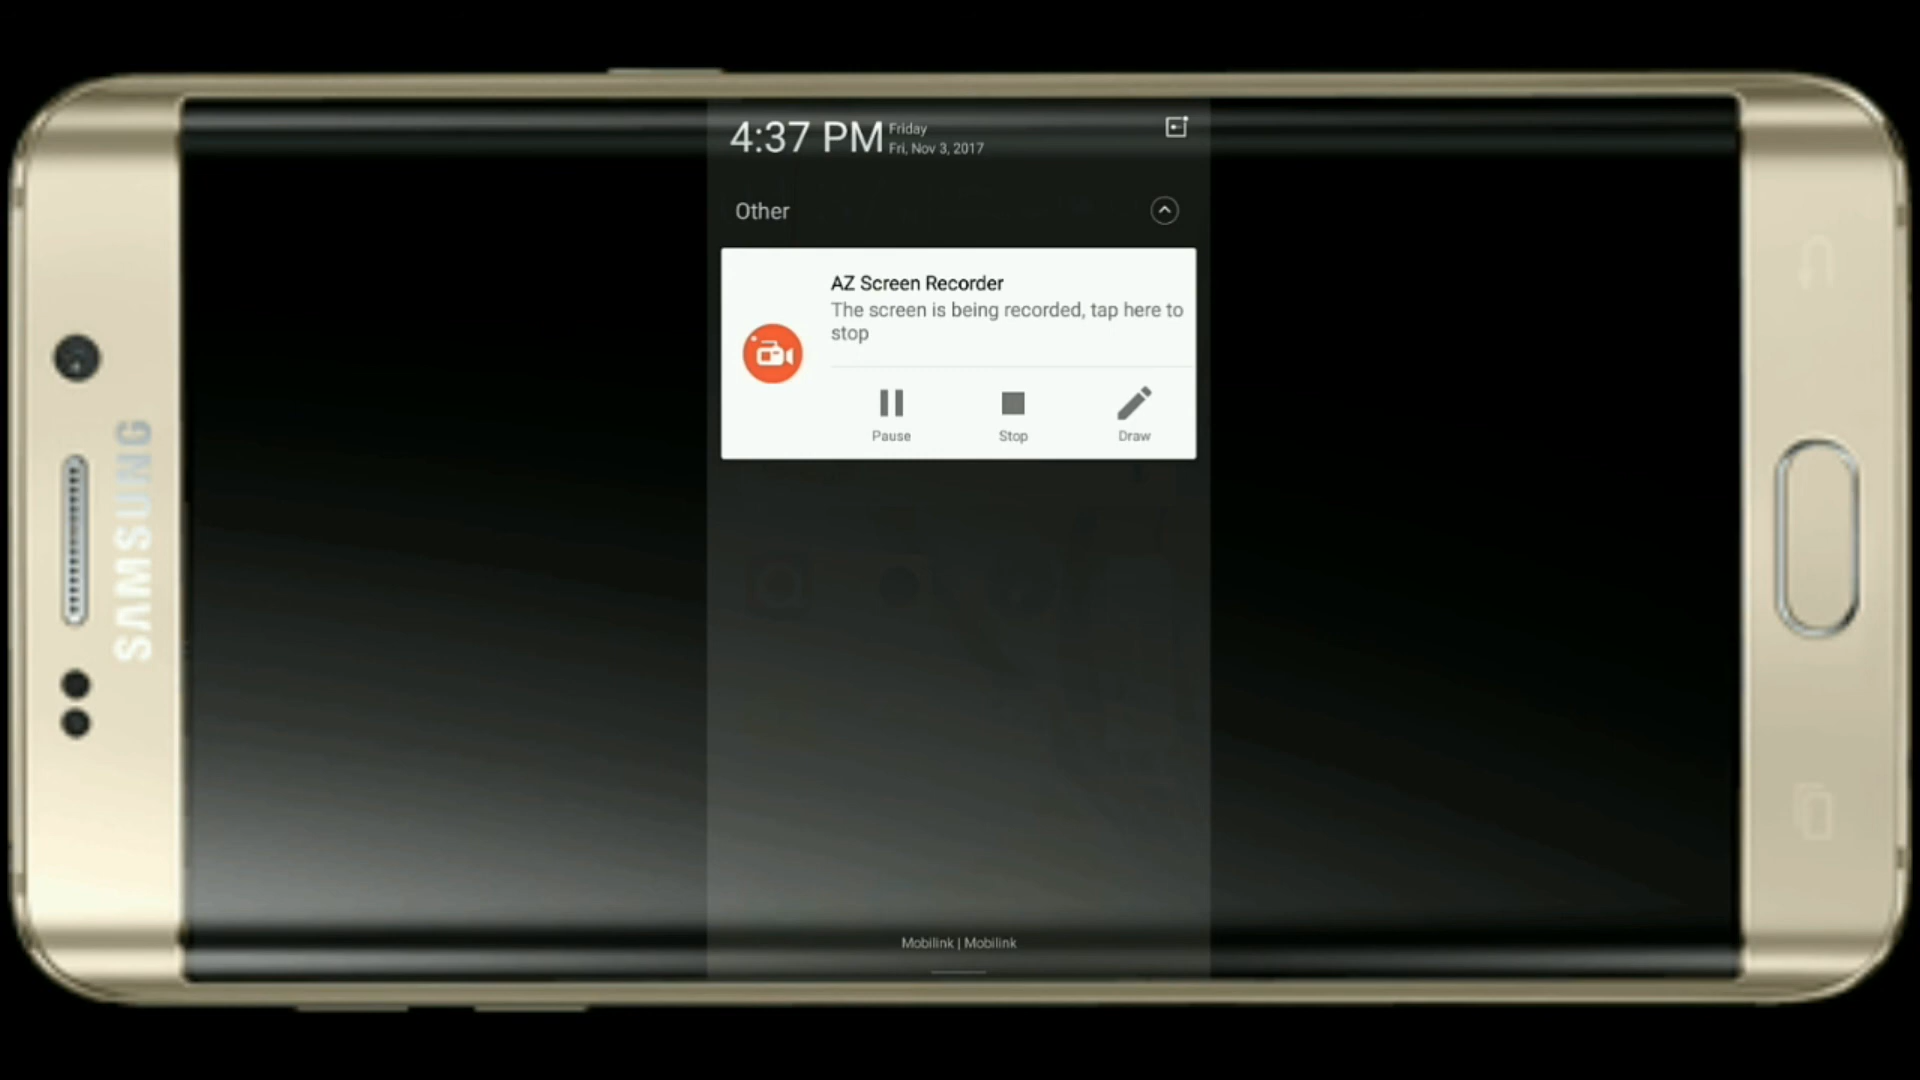 4:37 PM
Friday
Fri, Nov 3, 2017
Other
AZ Screen Recorder
The screen is being recorded, tap here to
stop
Pause
Stop
Draw
SAMSUNG
Mobilink | Mobilink